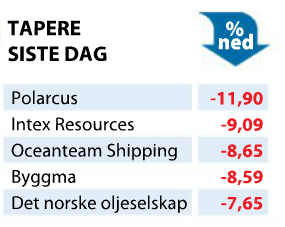 TAPERE
SISTE DAG
% ned
Polarcus -11,90
Intex Resources -9,09
Oceanteam Shipping -8,65
Byggma -8,59
Det norske oljeselskap -7,65